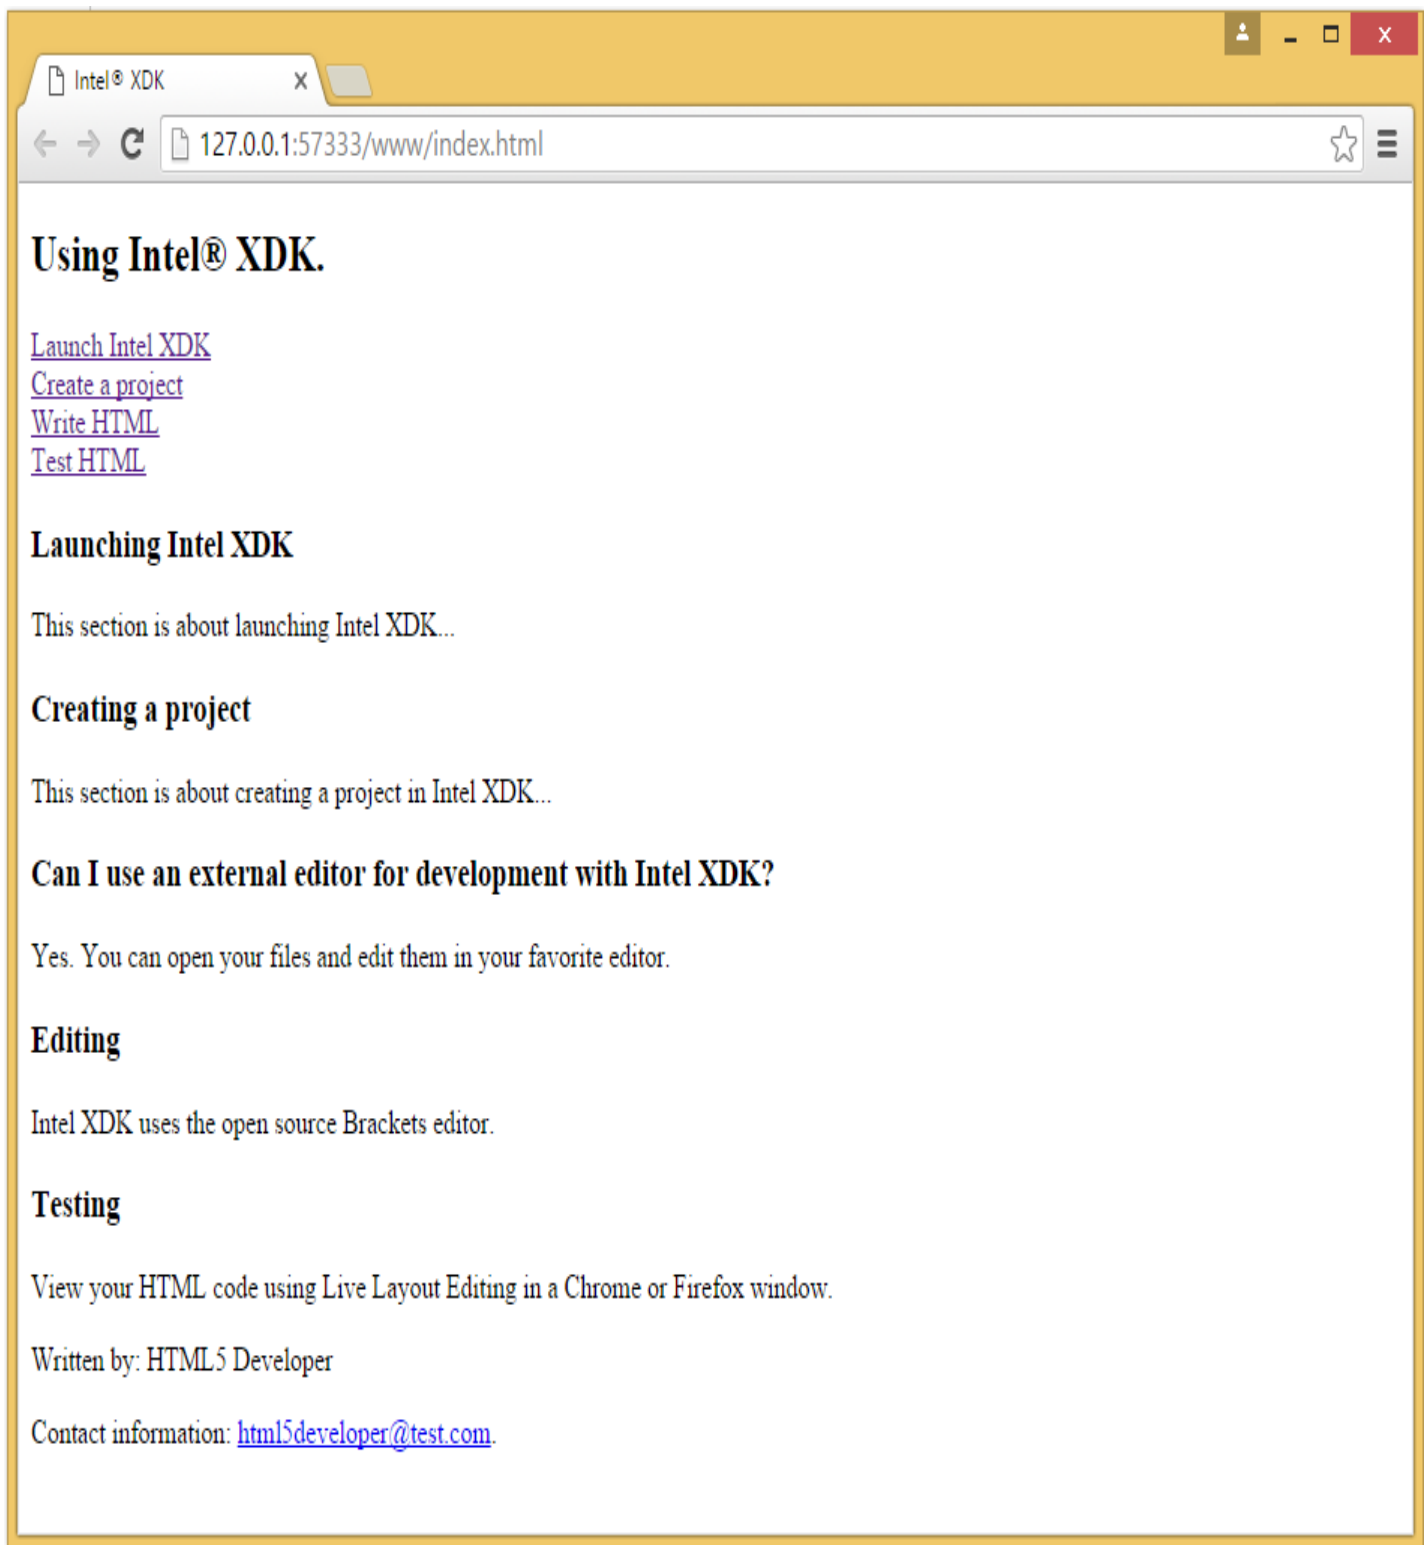 Intel® XDK
127.0.0.1:57333/www/index.html
Using Intel® XDK.
Launch Intel XDK
Create a project
Write HTML
Test HTML
Launching Intel XDK
This section is about launching Intel XDK...
Creating a project
This section is about creating a project in Intel XDK...
Can I use an external editor for development with Intel XDK?
Yes. You can open your files and edit them in your favorite editor.
Editing
Intel XDK uses the open source Brackets editor.
Testing
View your HTML code using Live Layout Editing in a Chrome or Firefox window.
Written by: HTML5 Developer
Contact information: html5developer@test.com.